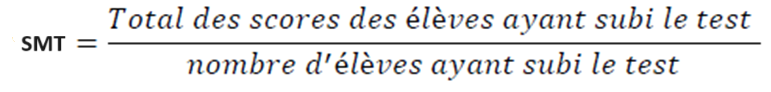 Total des scores des élèves ayant subi le test
SMT =
nombre d'élèves ayant subi le test